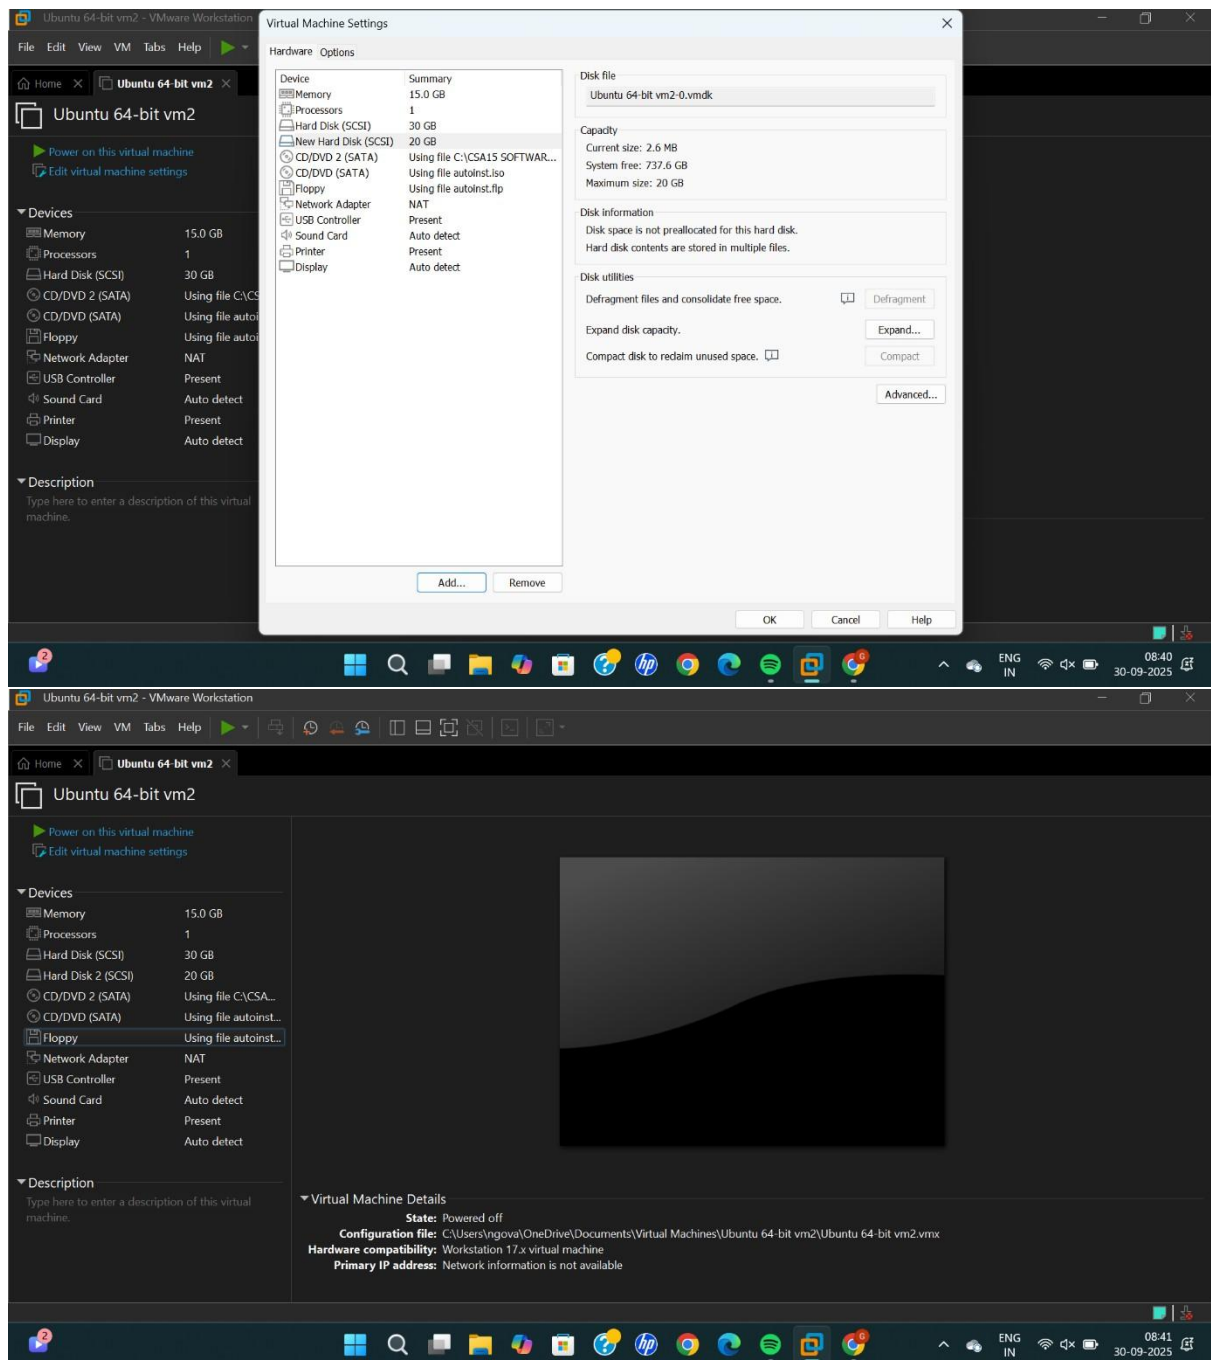 Ubuntu 64-bit vm2 - VMware Workstation
File Edit View VM Tabs Help
Home
Ubuntu 64-bit vm2
Ubuntu 64-bit vm2
Power on this virtual machine
Edit virtual machine settings
Devices
Memory 15.0 GB
Processors 1
Hard Disk (SCSI) 30 GB
CD/DVD 2 (SATA) Using file C:\CS
CD/DVD (SATA) Using file autoi
Floppy Using file autoi
Network Adapter NAT
USB Controller Present
Sound Card Auto detect
Printer Present
Display Auto detect
Description
Type here to enter a description of this virtual
machine.
Virtual Machine Settings
Hardware Options
Device Summary
Memory 15.0 GB
Processors 1
Hard Disk (SCSI) 30 GB
New Hard Disk (SCSI) 20 GB
CD/DVD 2 (SATA) Using file C:\CSA15 SOFTWAR...
CD/DVD (SATA) Using file autoinst.iso
Floppy Using file autoinst.flp
Network Adapter NAT
USB Controller Present
Sound Card Auto detect
Printer Present
Display Auto detect
Add... Remove
Disk file
Ubuntu 64-bit vm2-0.vmdk
Capacity
Current size: 2.6 MB
System free: 737.6 GB
Maximum size: 20 GB
Disk information
Disk space is not preallocated for this hard disk.
Hard disk contents are stored in multiple files.
Disk utilities
Defragment files and consolidate free space. Defragment
Expand disk capacity. Expand...
Compact disk to reclaim unused space. Compact
Advanced...
OK Cancel Help
2
hp
G
ENG
IN
08:40
30-09-2025
Ubuntu 64-bit vm2 - VMware Workstation
File Edit View VM Tabs Help
Home
Ubuntu 64-bit vm2
Ubuntu 64-bit vm2
Power on this virtual machine
Edit virtual machine settings
Devices
Memory 15.0 GB
Processors 1
Hard Disk (SCSI) 30 GB
Hard Disk 2 (SCSI) 20 GB
CD/DVD 2 (SATA) Using file C:\CSA...
CD/DVD (SATA) Using file autoinst...
Floppy Using file autoinst...
Network Adapter NAT
USB Controller Present
Sound Card Auto detect
Printer Present
Display Auto detect
Description
Type here to enter a description of this virtual
machine.
Virtual Machine Details
State: Powered off
Configuration file: C:\Users\ngova\OneDrive\Documents\Virtual Machines\Ubuntu 64-bit vm2\Ubuntu 64-bit vm2.vmx
Hardware compatibility: Workstation 17.x virtual machine
Primary IP address: Network information is not available
2
hp
G
ENG
IN
08:41
30-09-2025